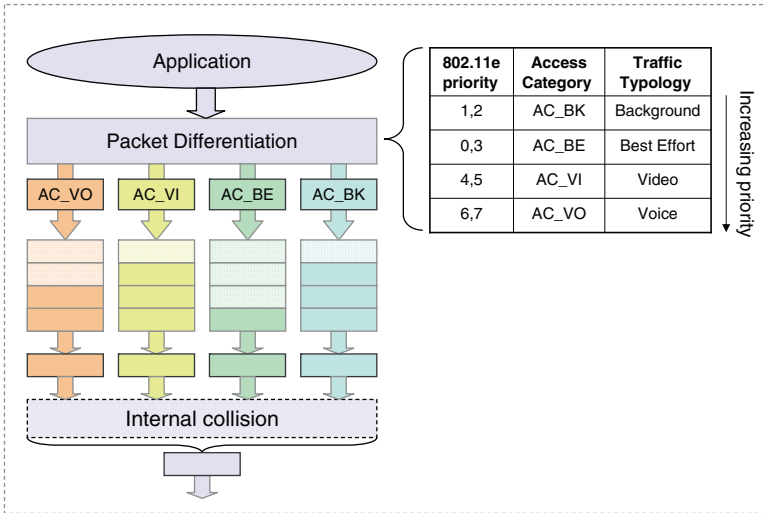 Application
Packet Differentiation
AC_VO AC_VI AC_BE AC_BK
Internal collision
802.11e priority Access Category Traffic Typology
1,2 AC_BK Background
0,3 AC_BE Best Effort
4,5 AC_VI Video
6,7 AC_VO Voice
Increasing priority